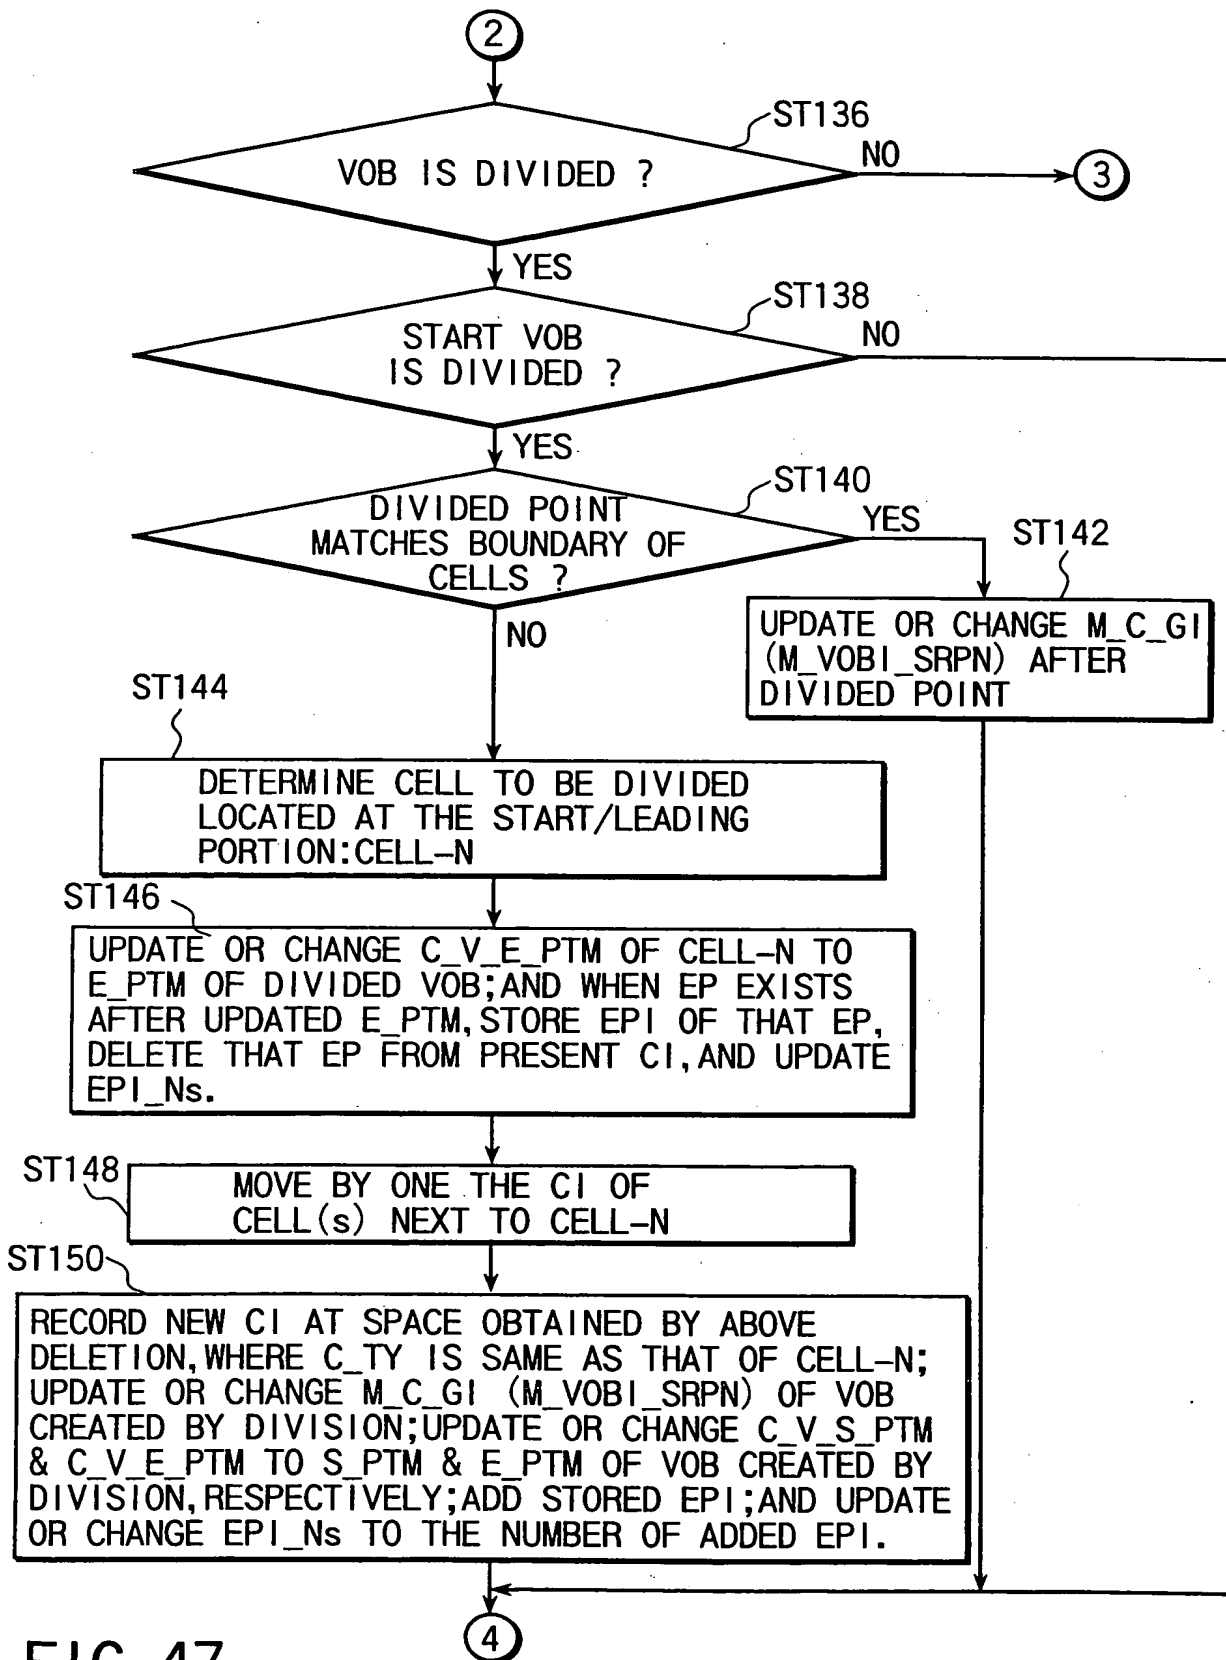 2
ST136
VOB IS DIVIDED ?
NO
3
YES
ST138
START VOB
IS DIVIDED ?
NO
YES
ST140
DIVIDED POINT
MATCHES BOUNDARY OF
CELLS ?
YES
ST142
NO
UPDATE OR CHANGE M_C_GI
(M_VOBI_SRPN) AFTER
DIVIDED POINT
ST144
DETERMINE CELL TO BE DIVIDED
LOCATED AT THE START/LEADING
PORTION:CELL-N
ST146
UPDATE OR CHANGE C_V_E_PTM OF CELL-N TO
E_PTM OF DIVIDED VOB;AND WHEN EP EXISTS
AFTER UPDATED E_PTM,STORE EPI OF THAT EP,
DELETE THAT EP FROM PRESENT CI,AND UPDATE
EPI_Ns.
ST148
MOVE BY ONE THE CI OF
CELL(s) NEXT TO CELL-N
ST150
RECORD NEW CI AT SPACE OBTAINED BY ABOVE
DELETION,WHERE C_TY IS SAME AS THAT OF CELL-N;
UPDATE OR CHANGE M_C_GI (M_VOBI_SRPN) OF VOB
CREATED BY DIVISION;UPDATE OR CHANGE C_V_S_PTM
& C_V_E_PTM TO S_PTM & E_PTM OF VOB CREATED BY
DIVISION,RESPECTIVELY;ADD STORED EPI;AND UPDATE
OR CHANGE EPI_Ns TO THE NUMBER OF ADDED EPI.
4
FIG. 47